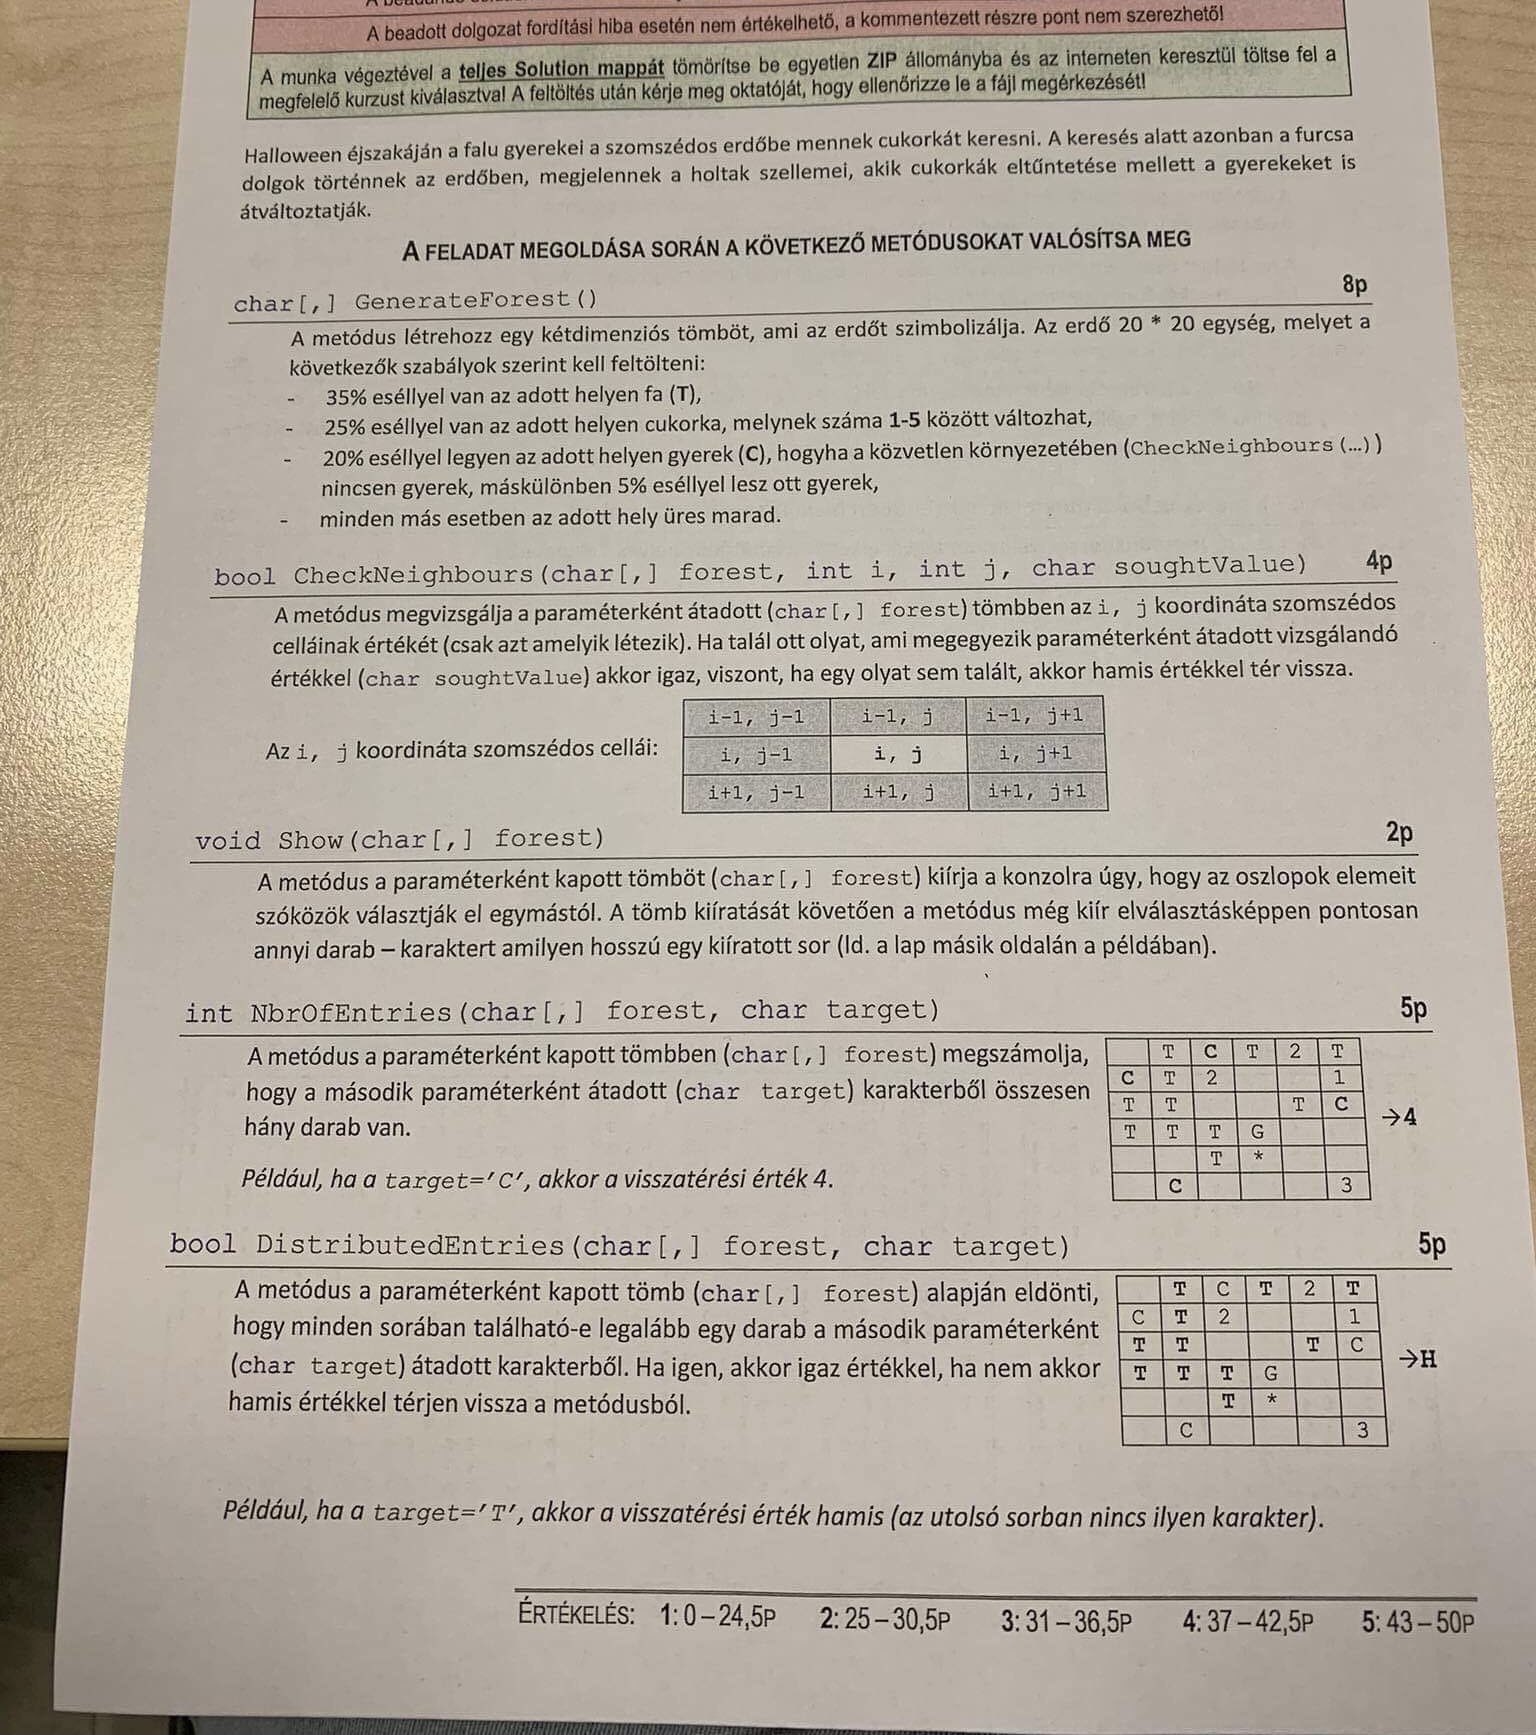 A beadott dolgozat fordítási hiba esetén nem értékelhető, a kommentezett részre pont nem szerezhető!
A munka végeztével a teljes Solution mappát tömörítse be egyetlen ZIP állományba és az interneten keresztül töltse fel a
megfelelő kurzust kiválasztva! A feltöltés után kérje meg oktatóját, hogy ellenőrizze le a fájl megérkezését!
Halloween éjszakáján a falu gyerekei a szomszédos erdőbe mennek cukorkát keresni. A keresés alatt azonban a furcsa
dolgok történnek az erdőben, megjelennek a holtak szellemei, akik cukorkák eltűntetése mellett a gyerekeket is
átváltoztatják.
A FELADAT MEGOLDÁSA SORÁN A KÖVETKEZŐ METÓDUSOKAT VALÓSÍTSA MEG
char[,] GenerateForest() 8p
A metódus létrehozz egy kétdimenziós tömböt, ami az erdőt szimbolizálja. Az erdő 20 * 20 egység, melyet a
következők szabályok szerint kell feltölteni:
- 35% eséllyel van az adott helyen fa (T),
- 25% eséllyel van az adott helyen cukorka, melynek száma 1-5 között változhat,
- 20% eséllyel legyen az adott helyen gyerek (C), hogyha a közvetlen környezetében (CheckNeighbours(…))
nincsen gyerek, máskülönben 5% eséllyel lesz ott gyerek,
- minden más esetben az adott hely üres marad.
bool CheckNeighbours(char[,] forest, int i, int j, char soughtValue) 4p
A metódus megvizsgálja a paraméterként átadott (char[,] forest) tömbben az i, j koordináta szomszédos
celláinak értékét (csak azt amelyik létezik). Ha talál ott olyat, ami megegyezik paraméterként átadott vizsgálandó
értékkel (char soughtValue) akkor igaz, viszont, ha egy olyat sem talált, akkor hamis értékkel tér vissza.
Az i, j koordináta szomszédos cellái:
i-1, j-1 i-1, j i-1, j+1
i, j-1 i, j i, j+1
i+1, j-1 i+1, j i+1, j+1
void Show(char[,] forest) 2p
A metódus a paraméterként kapott tömböt (char[,] forest) kiírja a konzolra úgy, hogy az oszlopok elemeit
szóközök választják el egymástól. A tömb kiíratását követően a metódus még kiír elválasztásképpen pontosan
annyi darab – karaktert amilyen hosszú egy kiíratott sor (ld. a lap másik oldalán a példában).
int NbrOfEntries(char[,] forest, char target) 5p
A metódus a paraméterként kapott tömbben (char[,] forest) megszámolja,
hogy a második paraméterként átadott (char target) karakterből összesen
hány darab van.
Például, ha a target='C', akkor a visszatérési érték 4.
T C T 2 T
C T 2 1
T T T C
T T T G
T *
C 3
→4
bool DistributedEntries(char[,] forest, char target) 5p
A metódus a paraméterként kapott tömb (char[,] forest) alapján eldönti,
hogy minden sorában található-e legalább egy darab a második paraméterként
(char target) átadott karakterből. Ha igen, akkor igaz értékkel, ha nem akkor
hamis értékkel térjen vissza a metódusból.
T C T 2 T
C T 2 1
T T T C
T T T G
T *
C 3
→H
Például, ha a target='T', akkor a visszatérési érték hamis (az utolsó sorban nincs ilyen karakter).
ÉRTÉKELÉS: 1: 0 – 24,5P 2: 25 – 30,5P 3: 31 – 36,5P 4: 37 – 42,5P 5: 43 – 50P